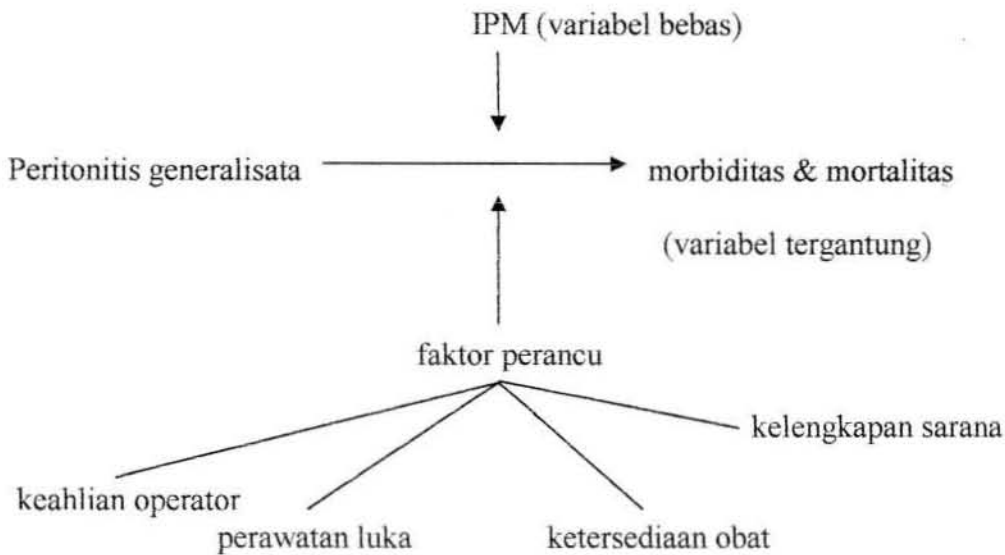 IPM (variabel bebas)
Peritonitis generalisata
morbiditas & mortalitas
(variabel tergantung)
faktor perancu
kelengkapan sarana
keahlian operator
perawatan luka
ketersediaan obat